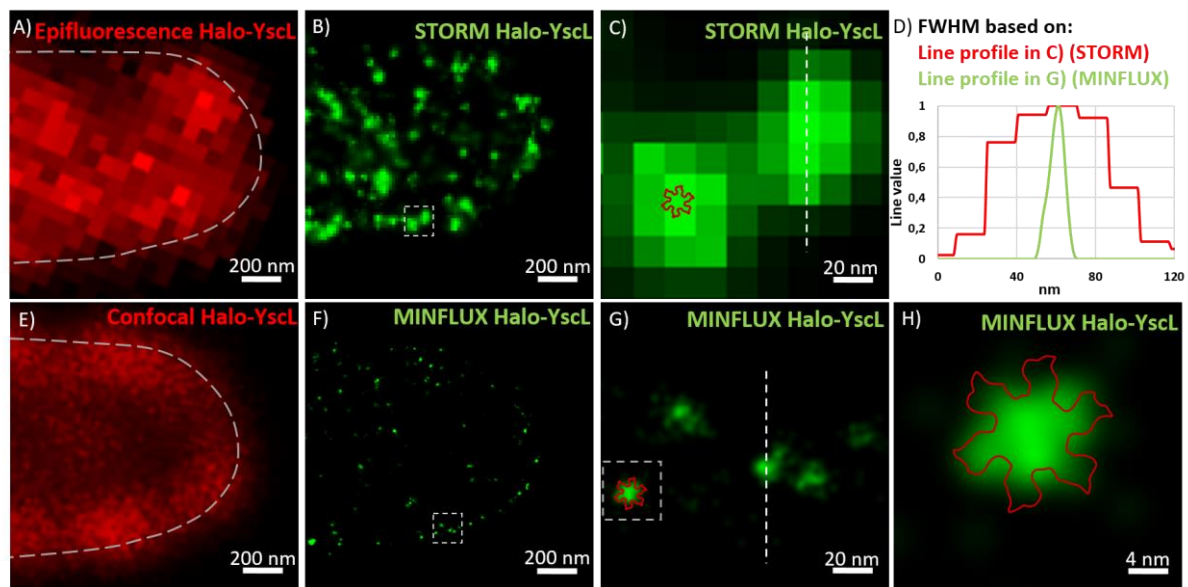 A) Epifluorescence Halo-YscL
200 nm
B) STORM Halo-YscL
200 nm
C) STORM Halo-YscL
20 nm
D) FWHM based on:
Line profile in C) (STORM)
Line profile in G) (MINFLUX)
Line value
1
0,8
0,6
0,4
0,2
0
0 40 80 120
nm
E) Confocal Halo-YscL
200 nm
F) MINFLUX Halo-YscL
200 nm
G) MINFLUX Halo-YscL
20 nm
H) MINFLUX Halo-YscL
4 nm